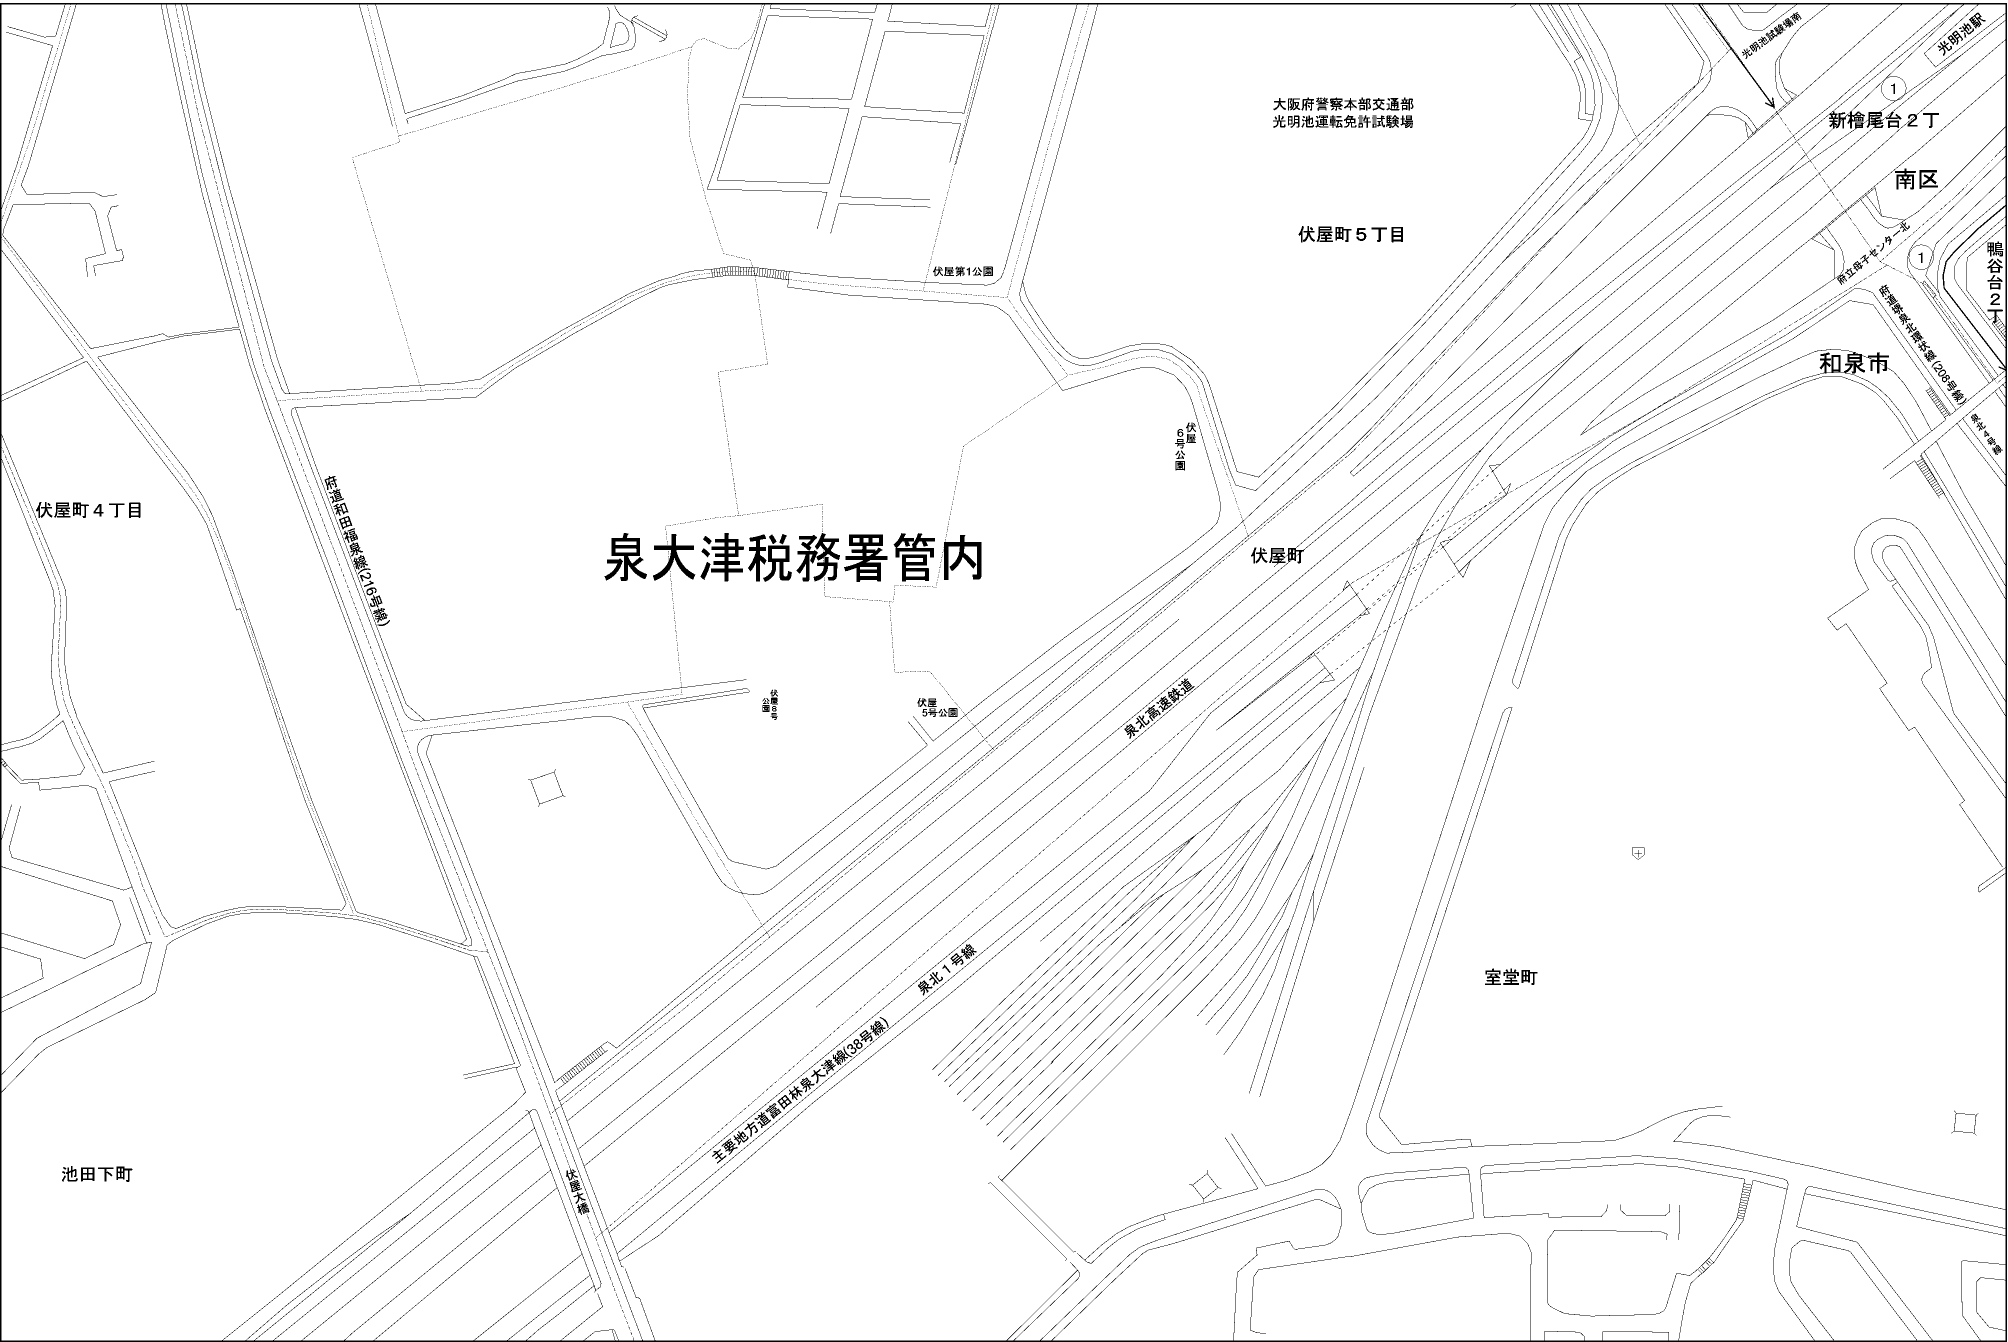 光明池試験場南
光明池駅
1
新檜尾台２丁
大阪府警察本部交通部
光明池運転免許試験場
南区
伏屋町５丁目
府立母子センター北
1
鴨谷台２丁
伏屋第1公園
府道堺泉北環状線(208号線)
和泉市
泉北４号線
伏屋
６号公園
府道和田福泉線(216号線)
伏屋町４丁目
泉大津税務署管内
伏屋町
伏屋８号
公園
伏屋
5号公園
泉北高速鉄道
泉北１号線
室堂町
主要地方道富田林泉大津線(38号線)
池田下町
伏屋大橋